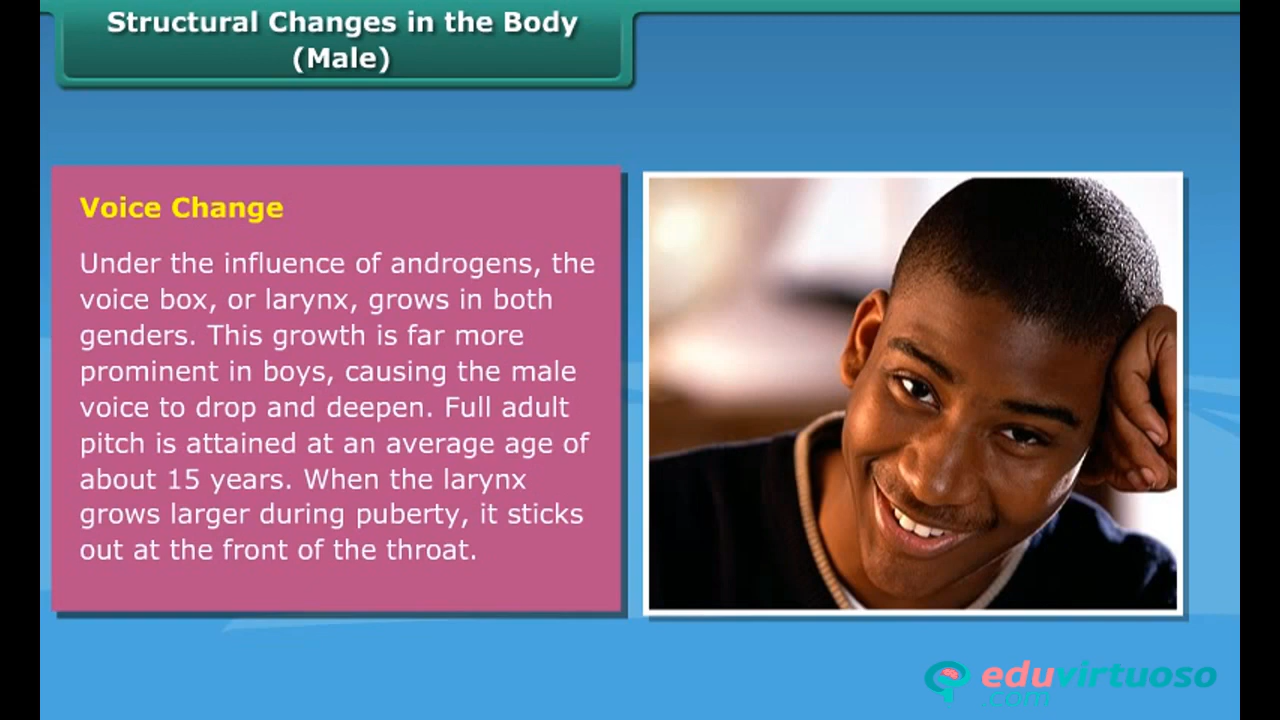 Structural Changes in the Body
(Male)
Voice Change
Under the influence of androgens, the
voice box, or larynx, grows in both
genders. This growth is far more
prominent in boys, causing the male
voice to drop and deepen. Full adult
pitch is attained at an average age of
about 15 years. When the larynx
grows larger during puberty, it sticks
out at the front of the throat.
eduvirtuoso
.com